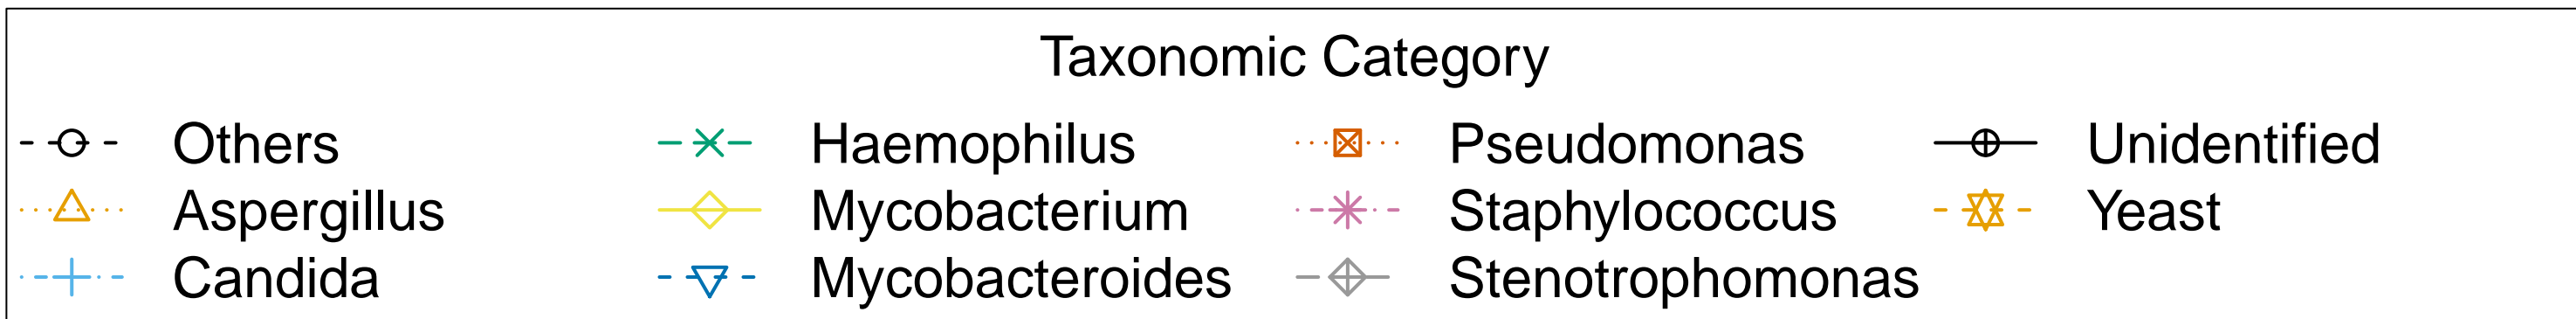 Taxonomic Category
Others
Aspergillus
Candida
Haemophilus
Mycobacterium
Mycobacteroides
Pseudomonas
Staphylococcus
Stenotrophomonas
Unidentified
Yeast